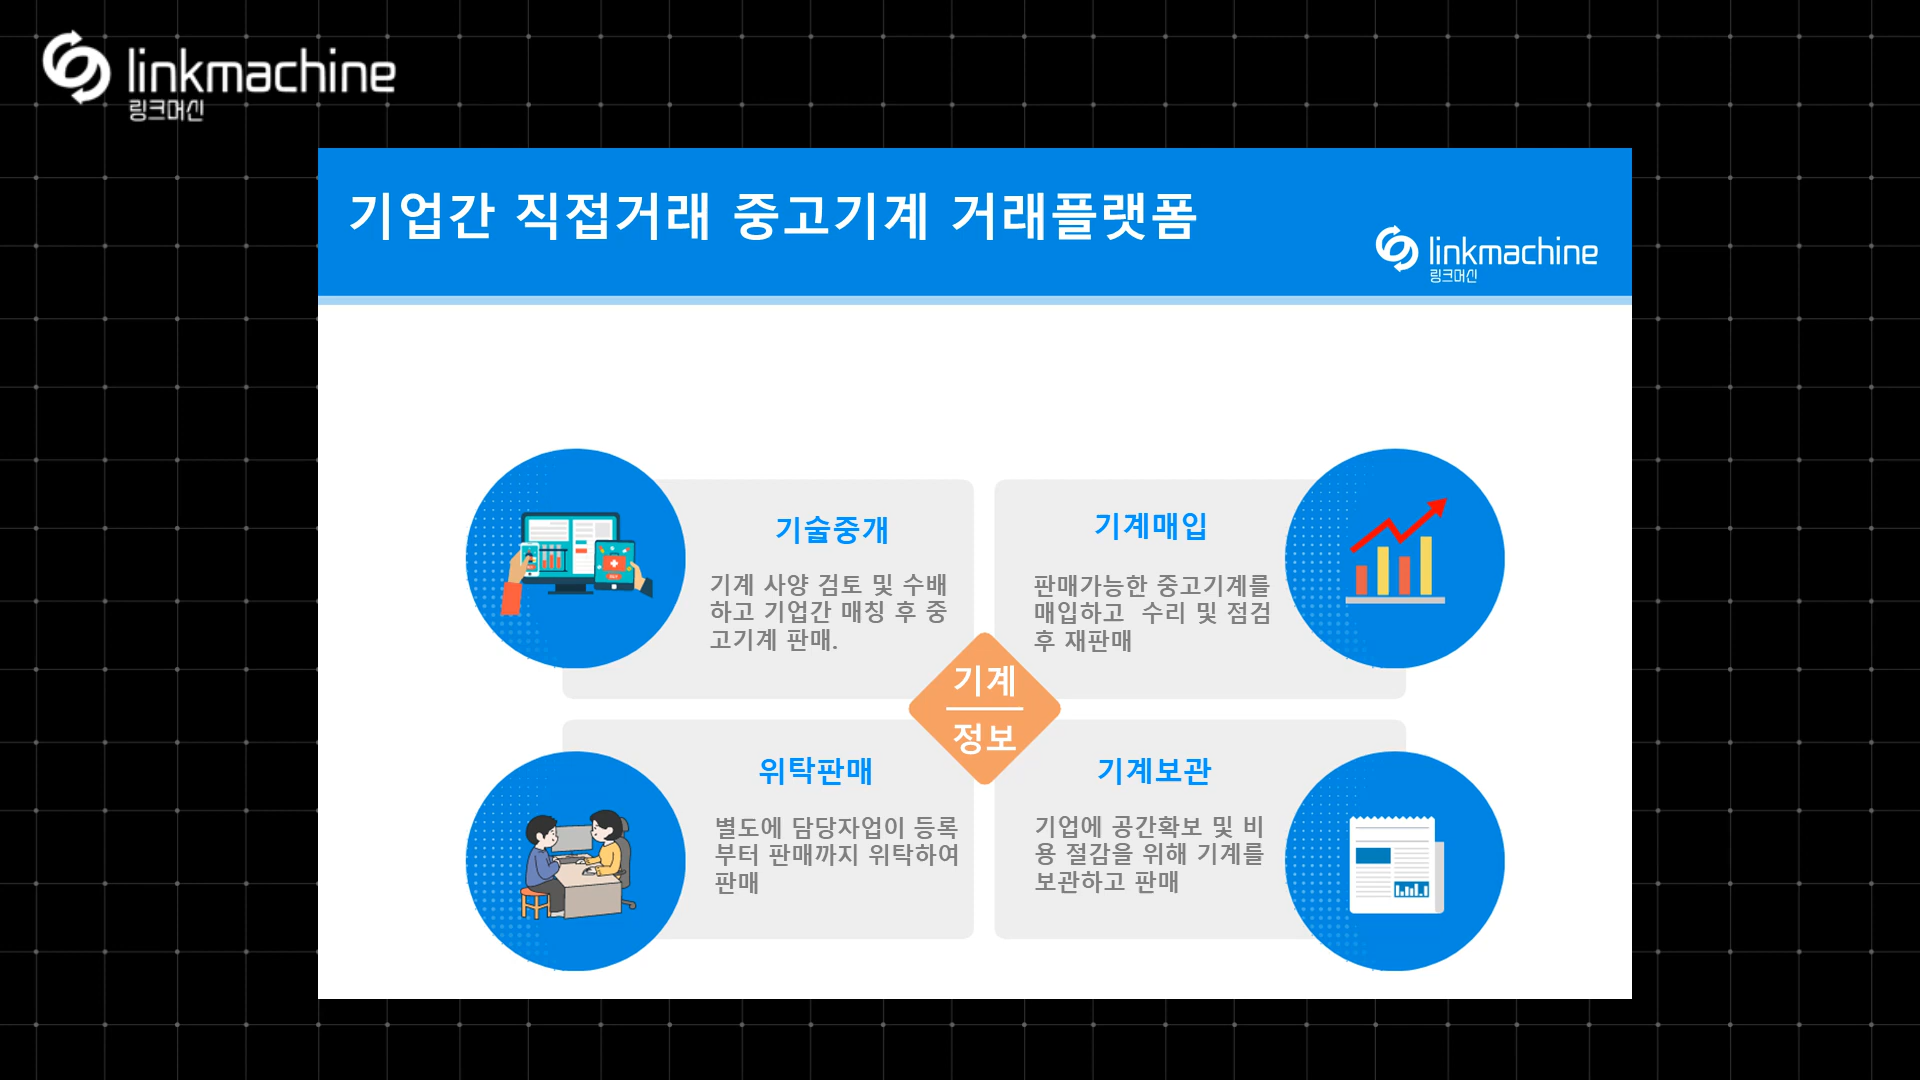 linkmachine
링크머신
기업간 직접거래 중고기계 거래플랫폼
linkmachine
링크머신
기술중개
기계 사양 검토 및 수배
하고 기업간 매칭 후 중
고기계 판매.
기계매입
판매가능한 중고기계를
매입하고 수리 및 점검
후 재판매
기계
정보
위탁판매
별도에 담당자업이 등록
부터 판매까지 위탁하여
판매
기계보관
기업에 공간확보 및 비
용 절감을 위해 기계를
보관하고 판매